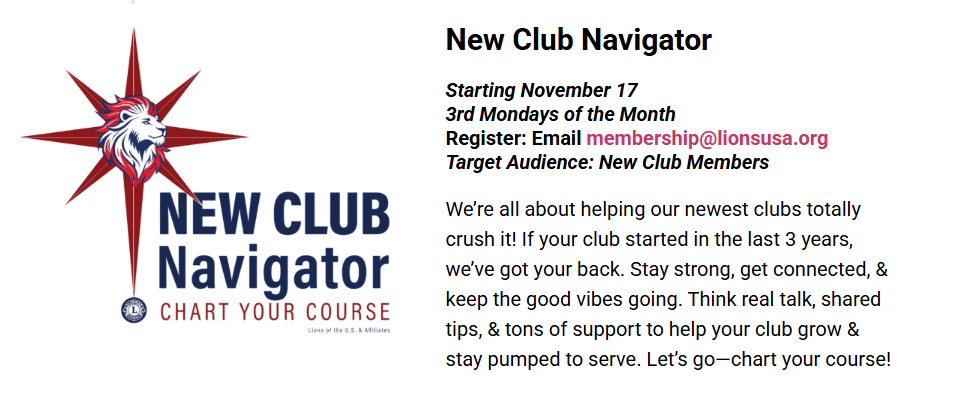 NEW CLUB
Navigator
CHART YOUR COURSE
Lions of the U.S. & Affiliates
L
New Club Navigator
Starting November 17
3rd Mondays of the Month
Register: Email membership@lionsusa.org
Target Audience: New Club Members
We’re all about helping our newest clubs totally
crush it! If your club started in the last 3 years,
we’ve got your back. Stay strong, get connected, &
keep the good vibes going. Think real talk, shared
tips, & tons of support to help your club grow &
stay pumped to serve. Let’s go—chart your course!